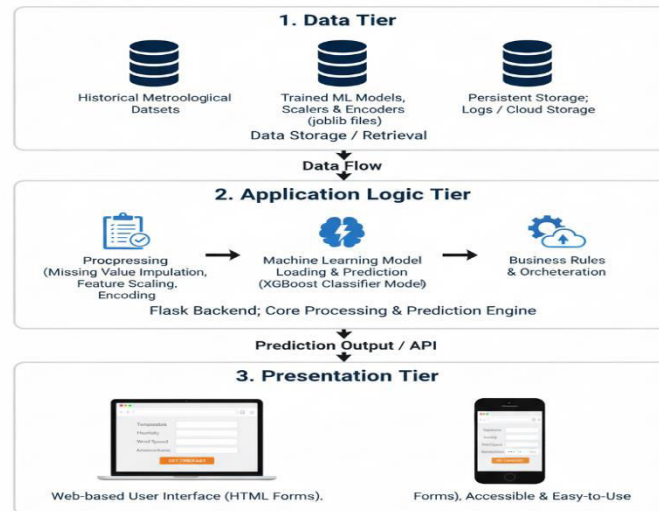 1. Data Tier
Historical Metroological
Datsets
Trained ML Models,
Scalers & Encoders
(joblib files)
Persistent Storage;
Logs / Cloud Storage
Data Storage / Retrieval
Data Flow
2. Application Logic Tier
Procpressing
(Missing Value Impulation,
Feature Scaling,
Encoding
Machine Learning Model
Loading & Prediction
(XGBoost Classifier Model)
Business Rules
& Orcheteration
Flask Backend; Core Processing & Prediction Engine
Prediction Output / API
3. Presentation Tier
Wind Speed
Web-based User Interface (HTML Forms).
Forms), Accessible & Easy-to-Use